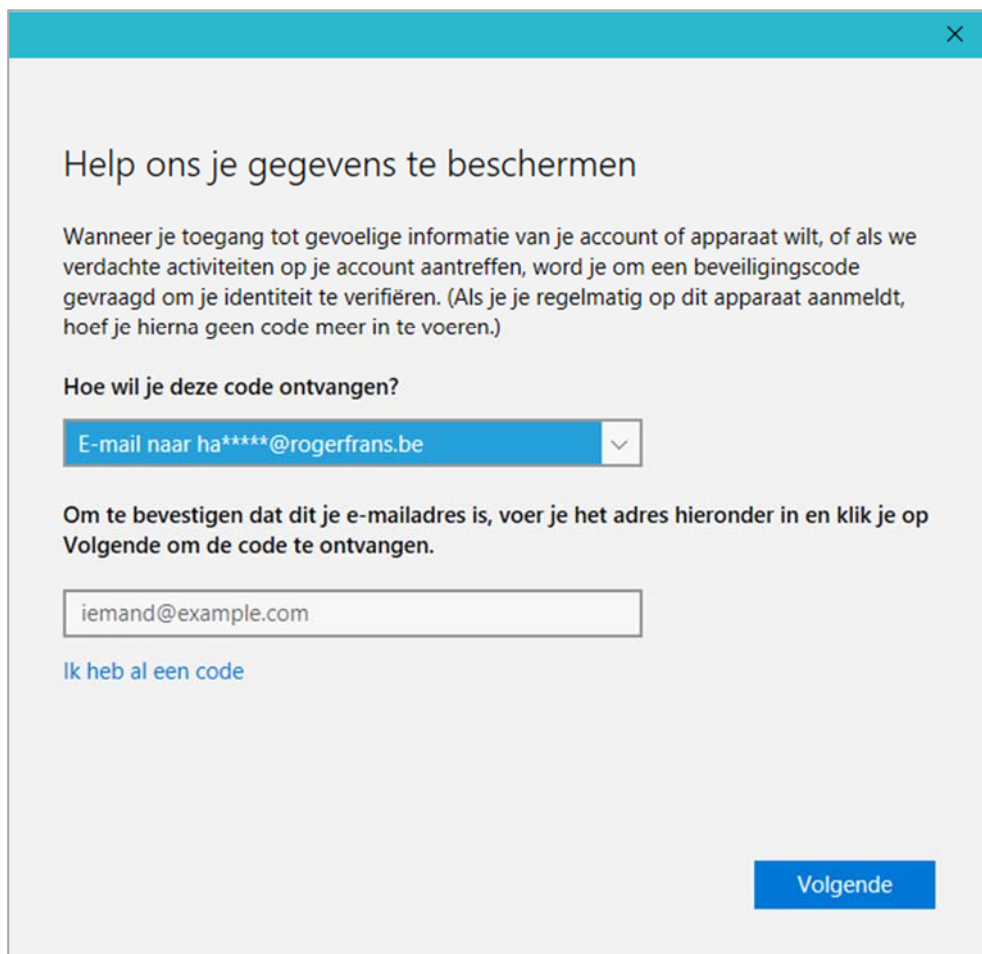 Help ons je gegevens te beschermen
Wanneer je toegang tot gevoelige informatie van je account of apparaat wilt, of als we
verdachte activiteiten op je account aantreffen, word je om een beveiligingscode
gevraagd om je identiteit te verifiëren. (Als je je regelmatig op dit apparaat aanmeldt,
hoef je hierna geen code meer in te voeren.)
Hoe wil je deze code ontvangen?
E-mail naar ha*****@rogerfrans.be
Om te bevestigen dat dit je e-mailadres is, voer je het adres hieronder in en klik je op
Volgende om de code te ontvangen.
iemand@example.com
Ik heb al een code
Volgende